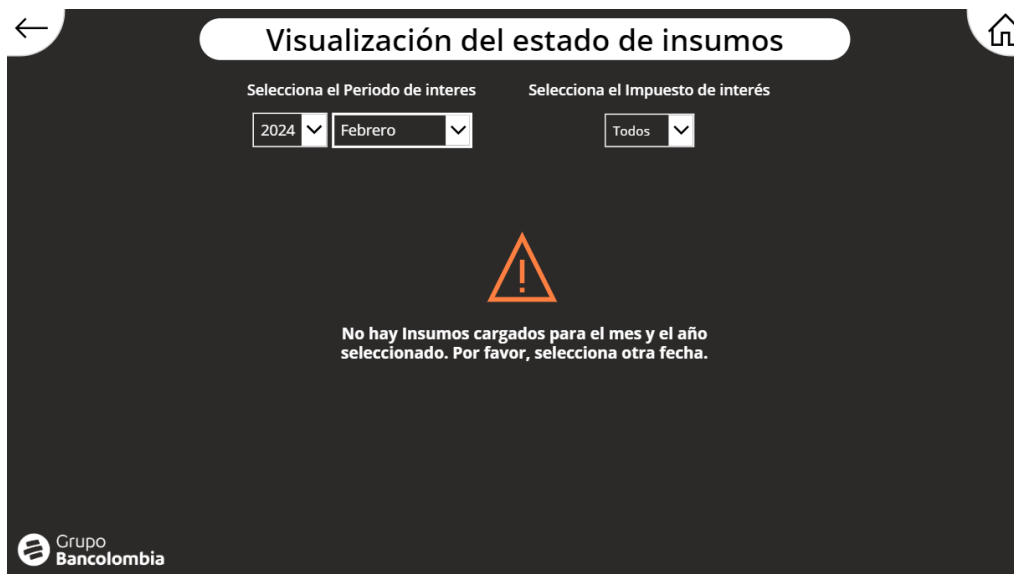 Visualización del estado de insumos
Selecciona el Periodo de interes
Selecciona el Impuesto de interés
2024
Febrero
Todos
No hay Insumos cargados para el mes y el año
seleccionado. Por favor, selecciona otra fecha.
Grupo
Bancolombia